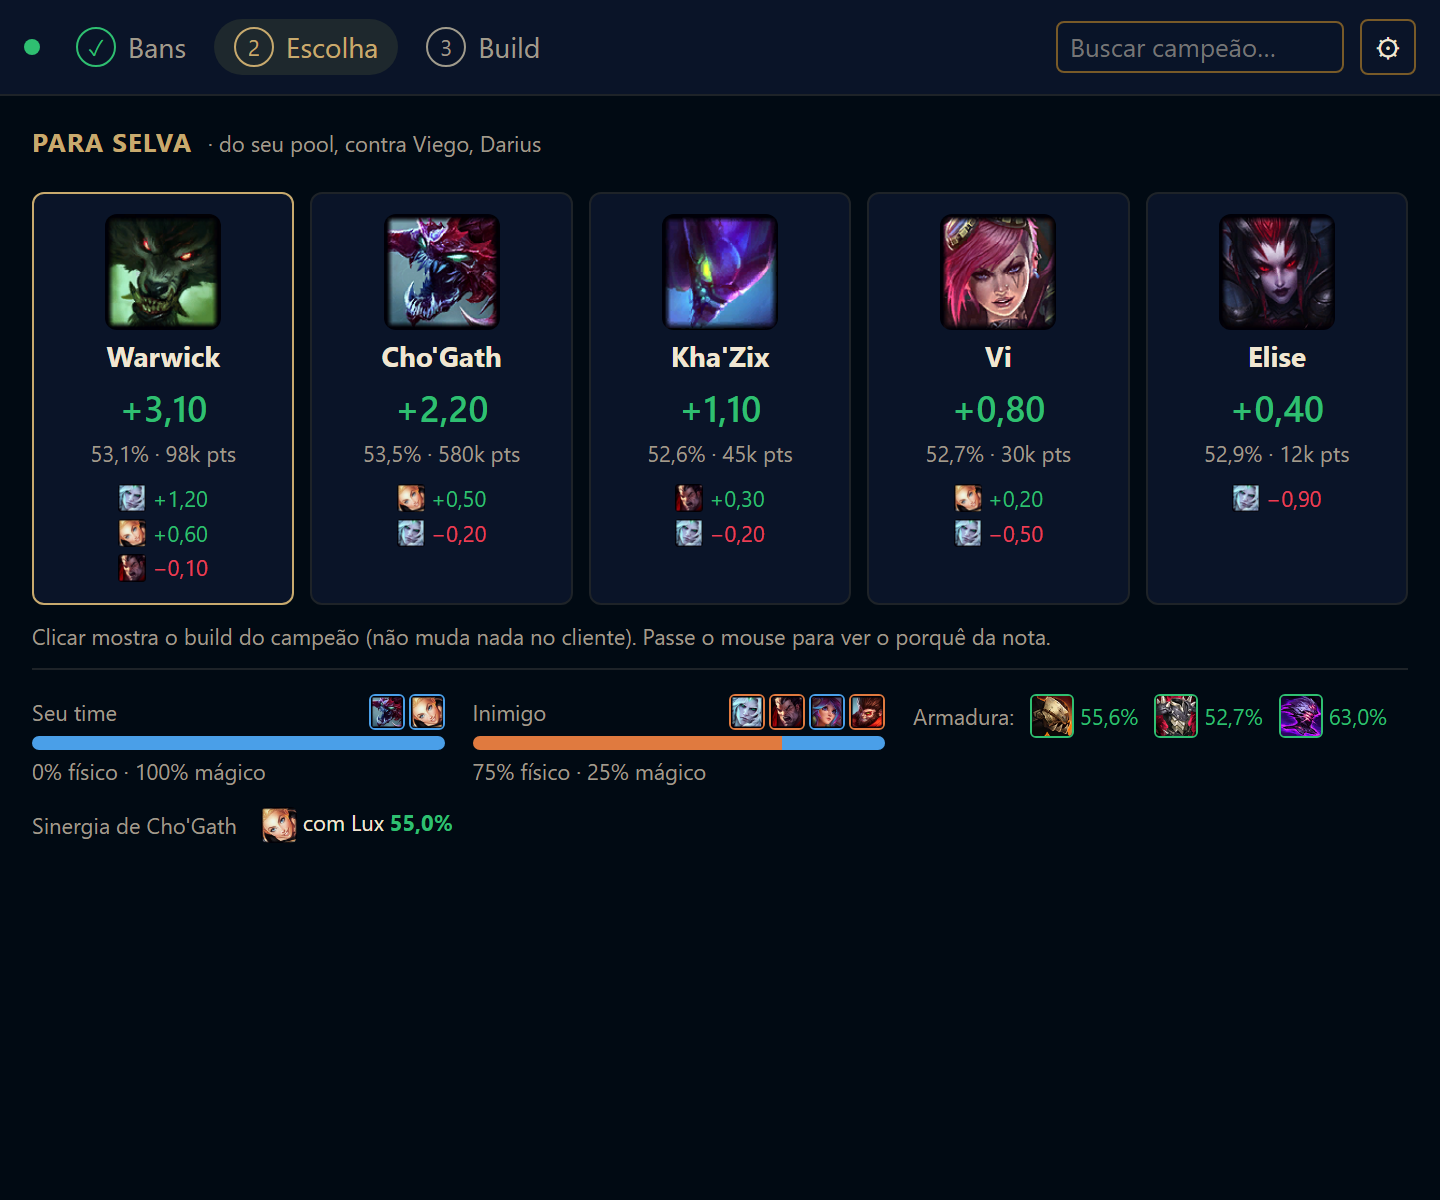 ✓ Bans
2 Escolha
3 Build
Buscar campeão...
PARA SELVA · do seu pool, contra Viego, Darius
Warwick
+3,10
53,1% · 98k pts
+1,20
+0,60
−0,10
Cho'Gath
+2,20
53,5% · 580k pts
+0,50
−0,20
Kha'Zix
+1,10
52,6% · 45k pts
+0,30
−0,20
Vi
+0,80
52,7% · 30k pts
+0,20
−0,50
Elise
+0,40
52,9% · 12k pts
−0,90
Clicar mostra o build do campeão (não muda nada no cliente). Passe o mouse para ver o porquê da nota.
Seu time
0% físico · 100% mágico
Inimigo
75% físico · 25% mágico
Armadura: 55,6% 52,7% 63,0%
Sinergia de Cho'Gath com Lux 55,0%